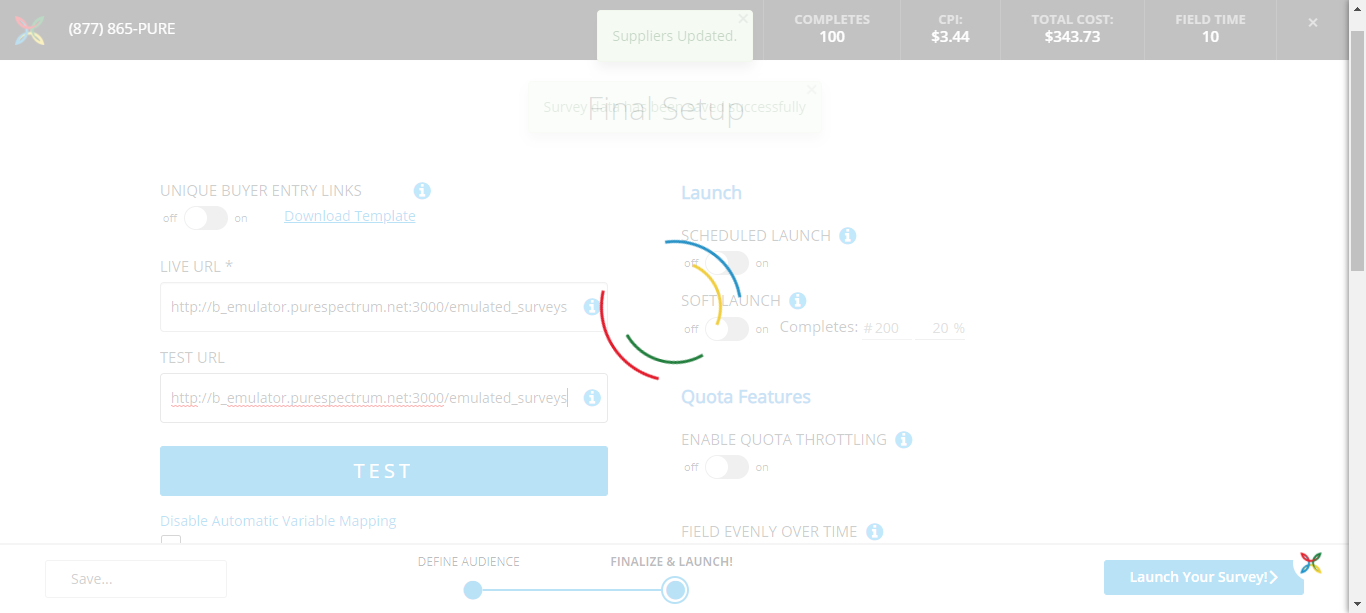 (877) 865-PURE
Suppliers Updated.
COMPLETES
100
CPI:
$3.44
TOTAL COST:
$343.73
FIELD TIME
10
Survey data has been saved successfully
Final Setup
UNIQUE BUYER ENTRY LINKS
off on Download Template
LIVE URL *
http://b_emulator.purespectrum.net:3000/emulated_surveys
TEST URL
http://b_emulator.purespectrum.net:3000/emulated_surveys
TEST
Disable Automatic Variable Mapping
Launch
SCHEDULED LAUNCH
off on
SOFT LAUNCH
off on Completes: # 200 20 %
Quota Features
ENABLE QUOTA THROTTLING
off on
FIELD EVENLY OVER TIME
Save...
DEFINE AUDIENCE
FINALIZE & LAUNCH!
Launch Your Survey!